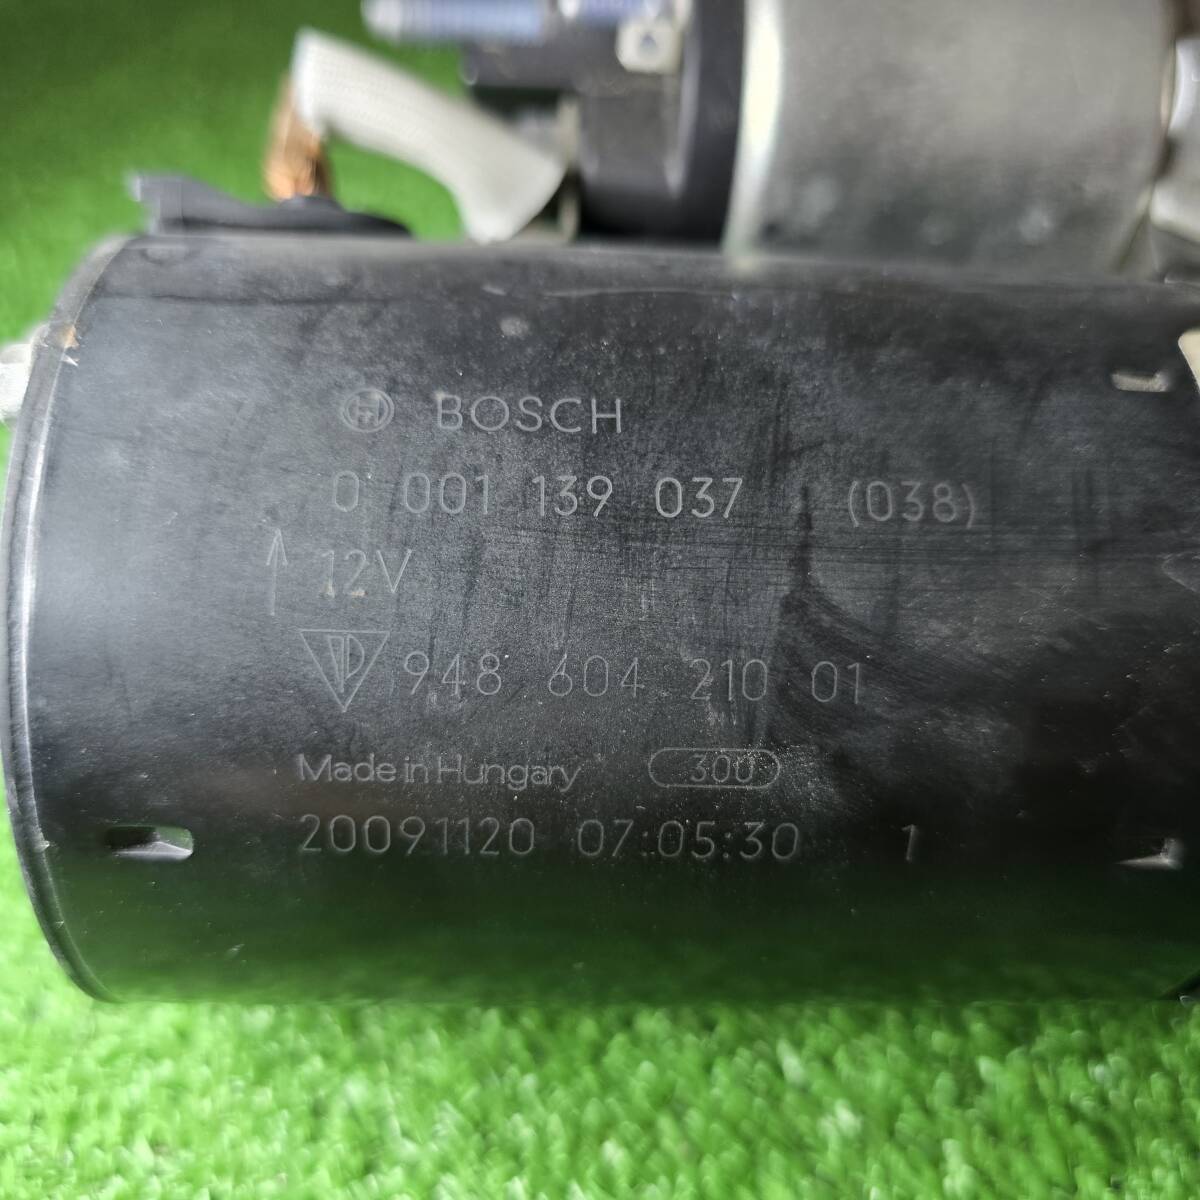 BOSCH
0 001 139 037 (038)
12V
948 604 210 01
Made in Hungary 300
20091120 07:05:30 1